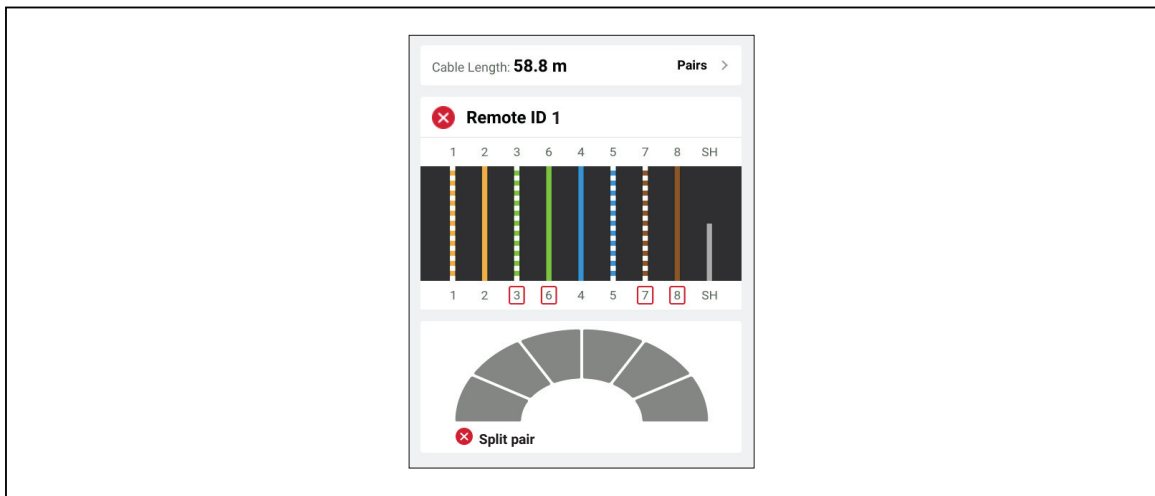 Cable Length: 58.8 m Pairs >
Remote ID 1
1 2 3 6 4 5 7 8 SH
1 2 3 6 4 5 7 8 SH
Split pair